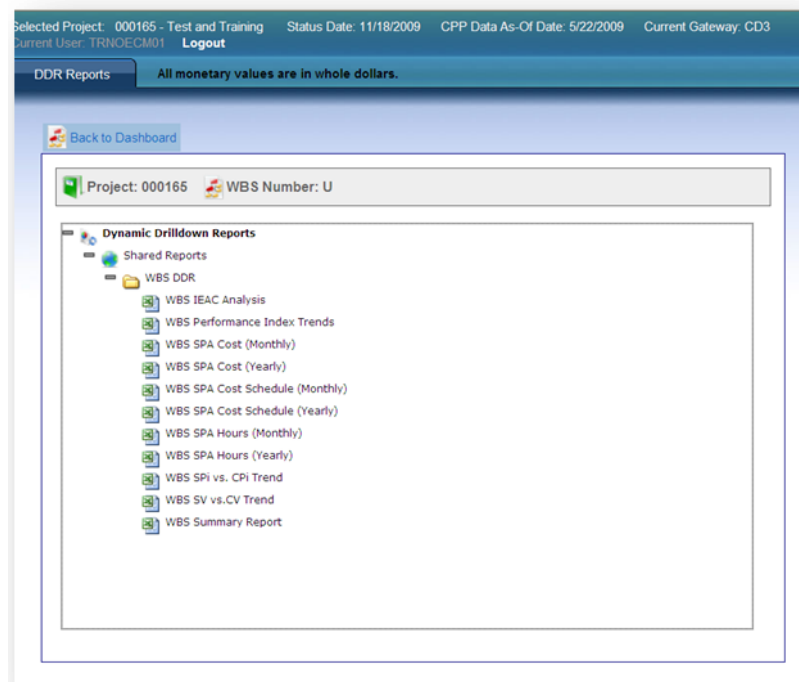 Selected Project: 000165 - Test and Training Status Date: 11/18/2009 CPP Data As-Of Date: 5/22/2009 Current Gateway: CD3
Current User: TRNOECM01 Logout
DDR Reports All monetary values are in whole dollars.
Back to Dashboard
Project: 000165 WBS Number: U
Dynamic Drilldown Reports
Shared Reports
WBS DDR
WBS IEAC Analysis
WBS Performance Index Trends
WBS SPA Cost (Monthly)
WBS SPA Cost (Yearly)
WBS SPA Cost Schedule (Monthly)
WBS SPA Cost Schedule (Yearly)
WBS SPA Hours (Monthly)
WBS SPA Hours (Yearly)
WBS SPi vs. CPi Trend
WBS SV vs.CV Trend
WBS Summary Report